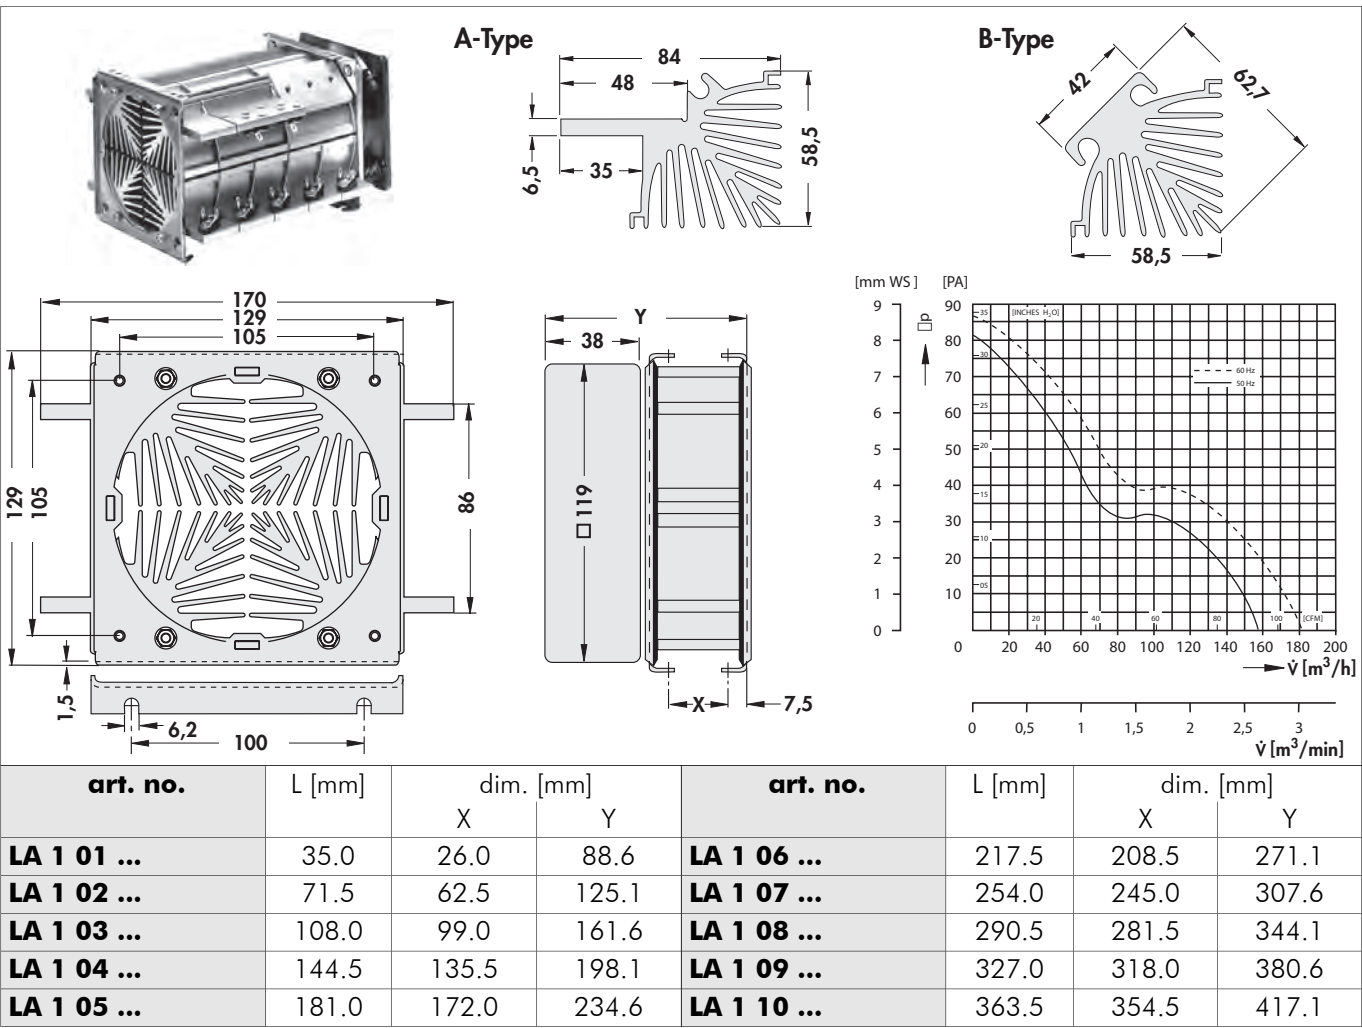 A-Type
84
48
6,5
35
58,5
B-Type
42
62,7
58,5
170
129
105
129
105
86
1,5
6,2
100
Y
38
□ 119
X
7,5
[mm WS ] [PA]
□p
9 90
8 80
7 70
6 60
5 50
4 40
3 30
2 20
1 10
0
35 [INCHES H₂O]
30
25
20
15
10
05
60 Hz
50 Hz
20 40 60 80 100 [CFM]
0 20 40 60 80 100 120 140 160 180 200
V̇ [m³/h]
0 0,5 1 1,5 2 2,5 3
V̇ [m³/min]
art. no. L [mm] dim. [mm] art. no. L [mm] dim. [mm]
X Y X Y
LA 1 01 ... 35.0 26.0 88.6 LA 1 06 ... 217.5 208.5 271.1
LA 1 02 ... 71.5 62.5 125.1 LA 1 07 ... 254.0 245.0 307.6
LA 1 03 ... 108.0 99.0 161.6 LA 1 08 ... 290.5 281.5 344.1
LA 1 04 ... 144.5 135.5 198.1 LA 1 09 ... 327.0 318.0 380.6
LA 1 05 ... 181.0 172.0 234.6 LA 1 10 ... 363.5 354.5 417.1